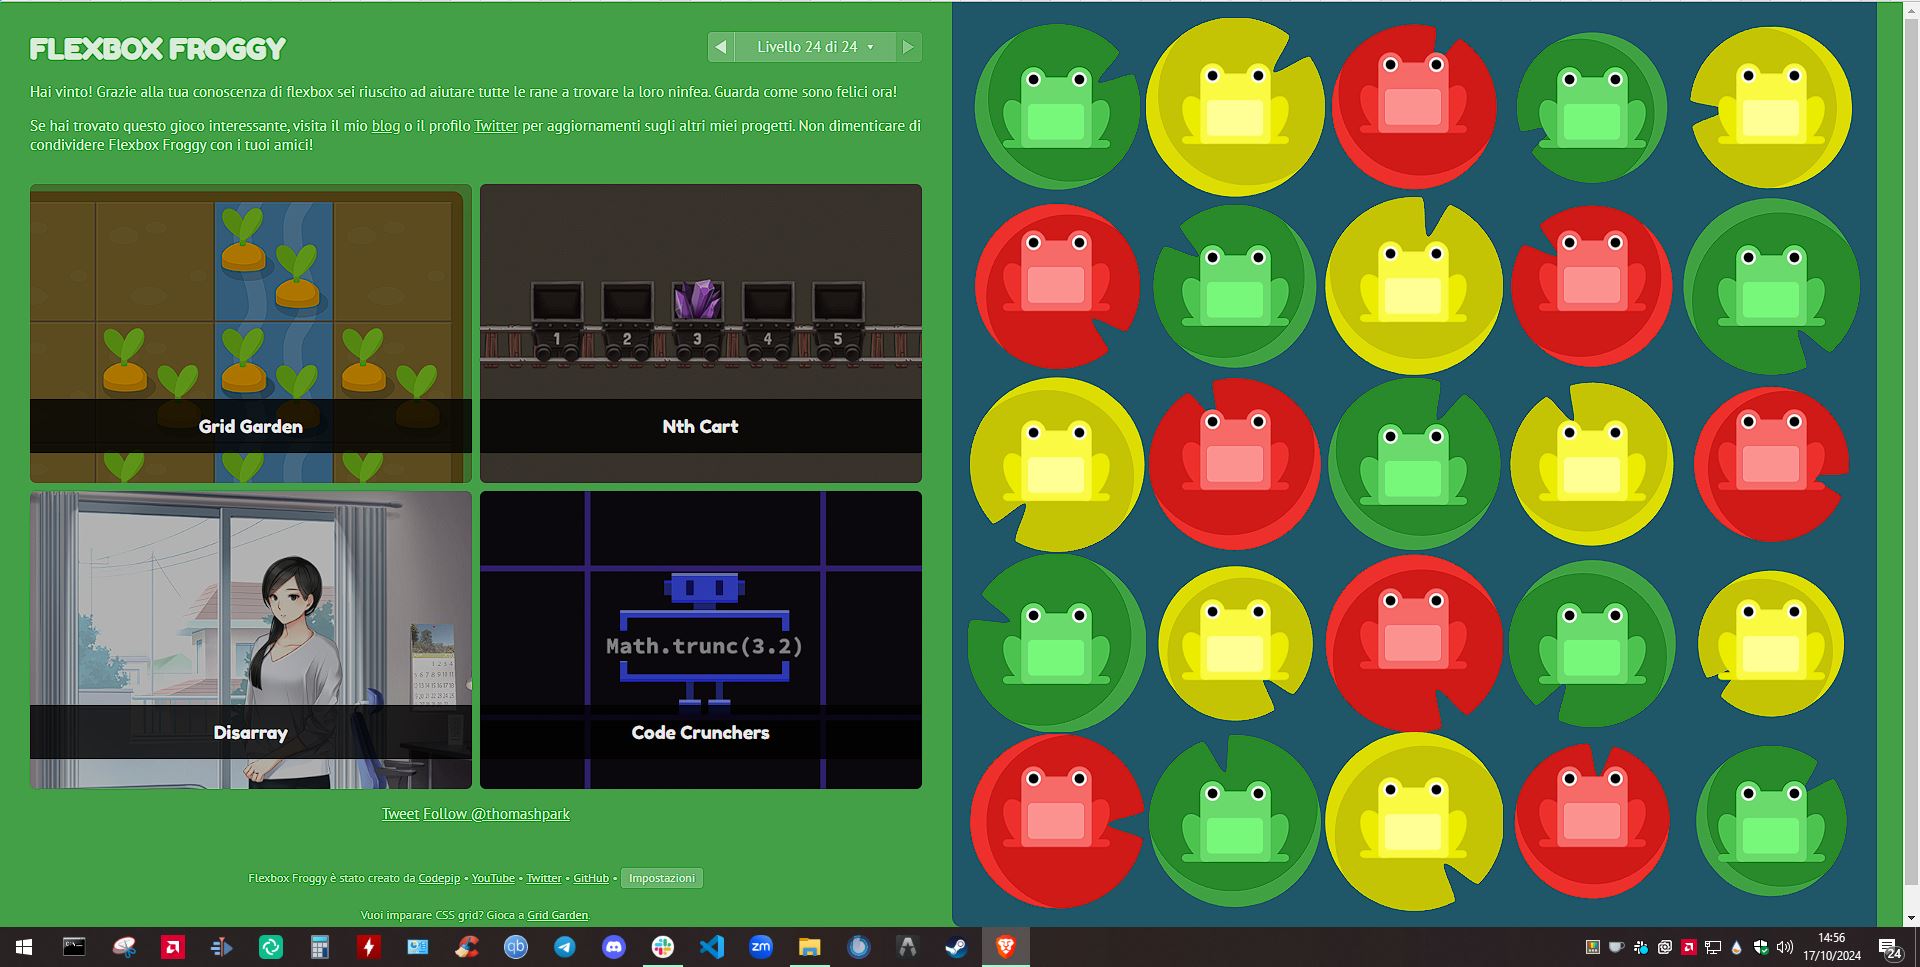 FLEXBOX FROGGY
Livello 24 di 24
Hai vinto! Grazie alla tua conoscenza di flexbox sei riuscito ad aiutare tutte le rane a trovare la loro ninfea. Guarda come sono felici ora!
Se hai trovato questo gioco interessante, visita il mio blog o il profilo Twitter per aggiornamenti sugli altri miei progetti. Non dimenticare di
condividere Flexbox Froggy con i tuoi amici!
1 2 3 4 5
Grid Garden
Nth Cart
Math.trunc(3.2)
Disarray
Code Crunchers
Tweet Follow @thomashpark
Flexbox Froggy è stato creato da Codepip • YouTube • Twitter • GitHub • Impostazioni
Vuoi imparare CSS grid? Gioca a Grid Garden.
qb
zm
14:56
17/10/2024
24